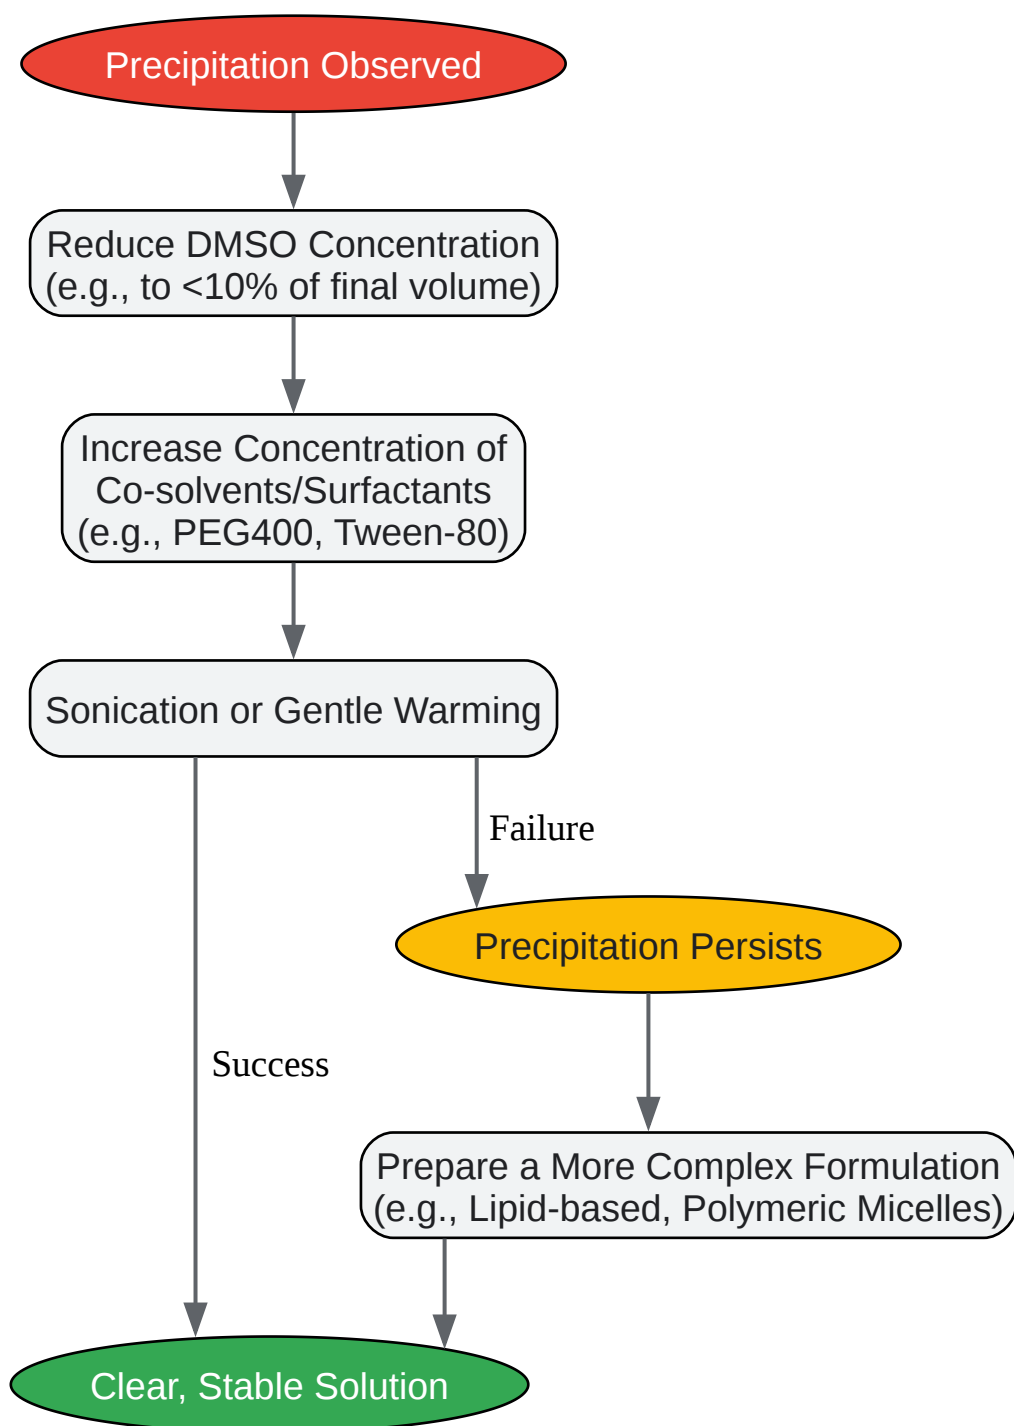 Precipitation Observed
Reduce DMSO Concentration
(e.g., to <10% of final volume)
Increase Concentration of
Co-solvents/Surfactants
(e.g., PEG400, Tween-80)
Sonication or Gentle Warming
Failure
Precipitation Persists
Success
Prepare a More Complex Formulation
(e.g., Lipid-based, Polymeric Micelles)
Clear, Stable Solution